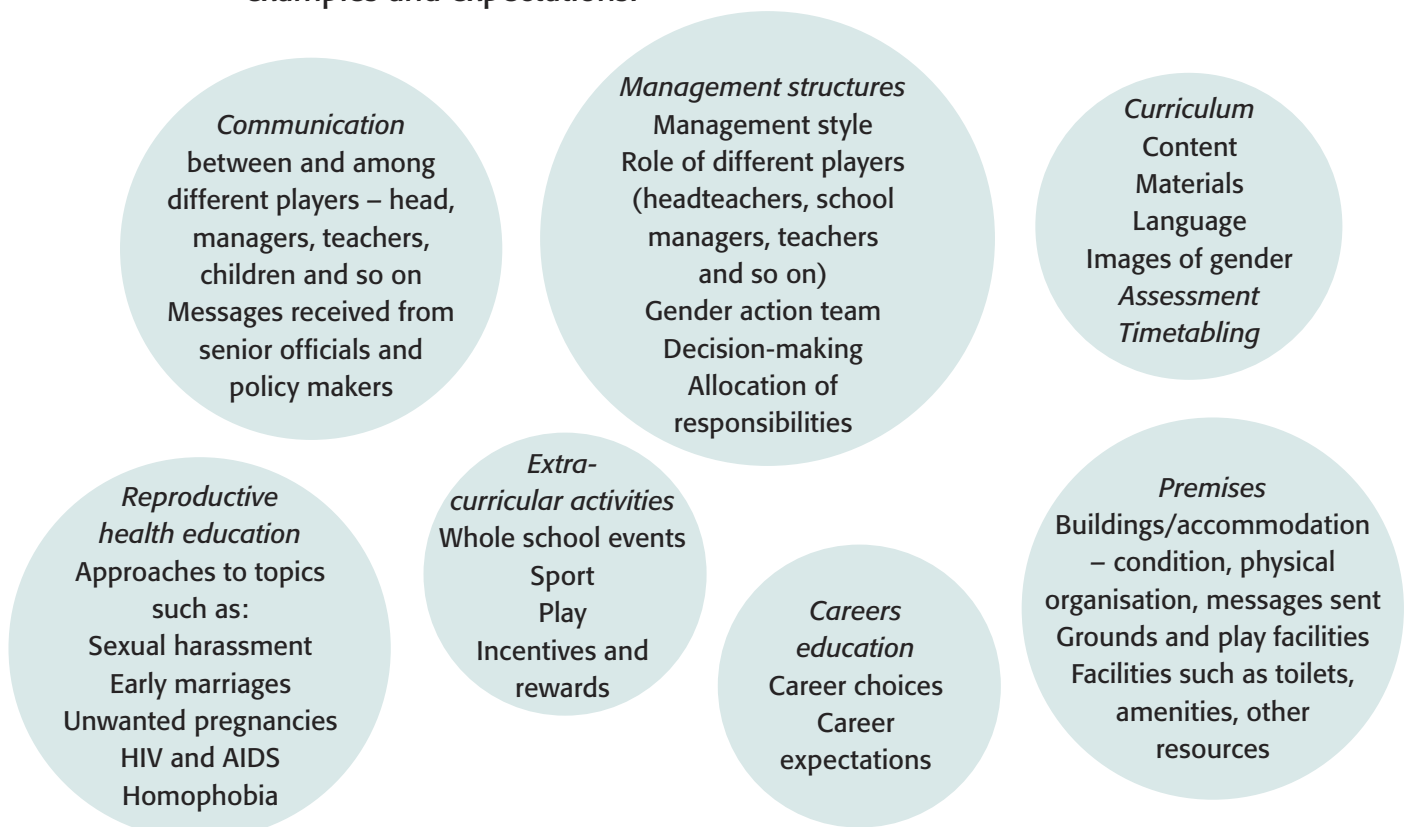 Communication
between and among
different players – head,
managers, teachers,
children and so on
Messages received from
senior officials and
policy makers
Management structures
Management style
Role of different players
(headteachers, school
managers, teachers
and so on)
Gender action team
Decision-making
Allocation of
responsibilities
Curriculum
Content
Materials
Language
Images of gender
Assessment
Timetabling
Reproductive
health education
Approaches to topics
such as:
Sexual harassment
Early marriages
Unwanted pregnancies
HIV and AIDS
Homophobia
Extra-
curricular activities
Whole school events
Sport
Play
Incentives and
rewards
Careers
education
Career choices
Career
expectations
Premises
Buildings/accommodation
– condition, physical
organisation, messages sent
Grounds and play facilities
Facilities such as toilets,
amenities, other
resources